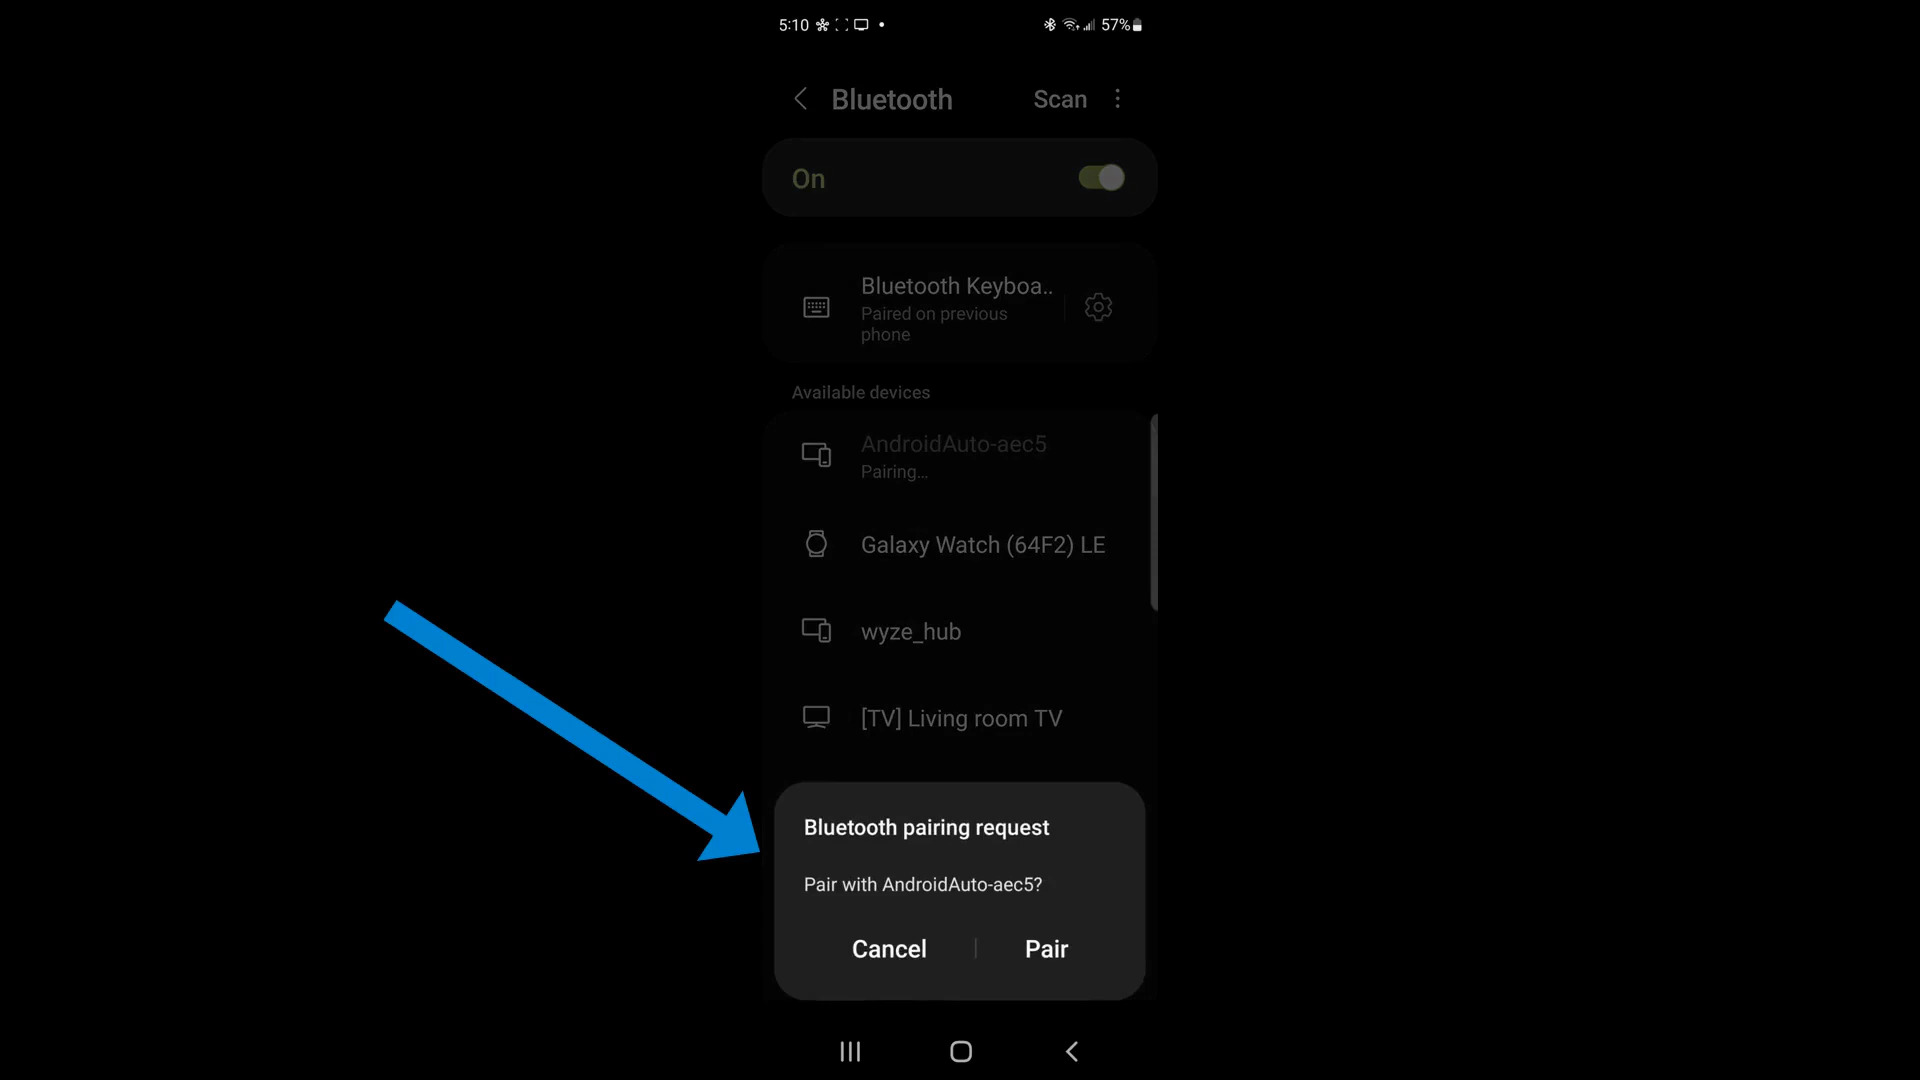 5:10 57%
Bluetooth Scan
On
Bluetooth Keyboa..
Paired on previous
phone
Available devices
AndroidAuto-aec5
Pairing...
Galaxy Watch (64F2) LE
wyze_hub
[TV] Living room TV
Bluetooth pairing request
Pair with AndroidAuto-aec5?
Cancel Pair